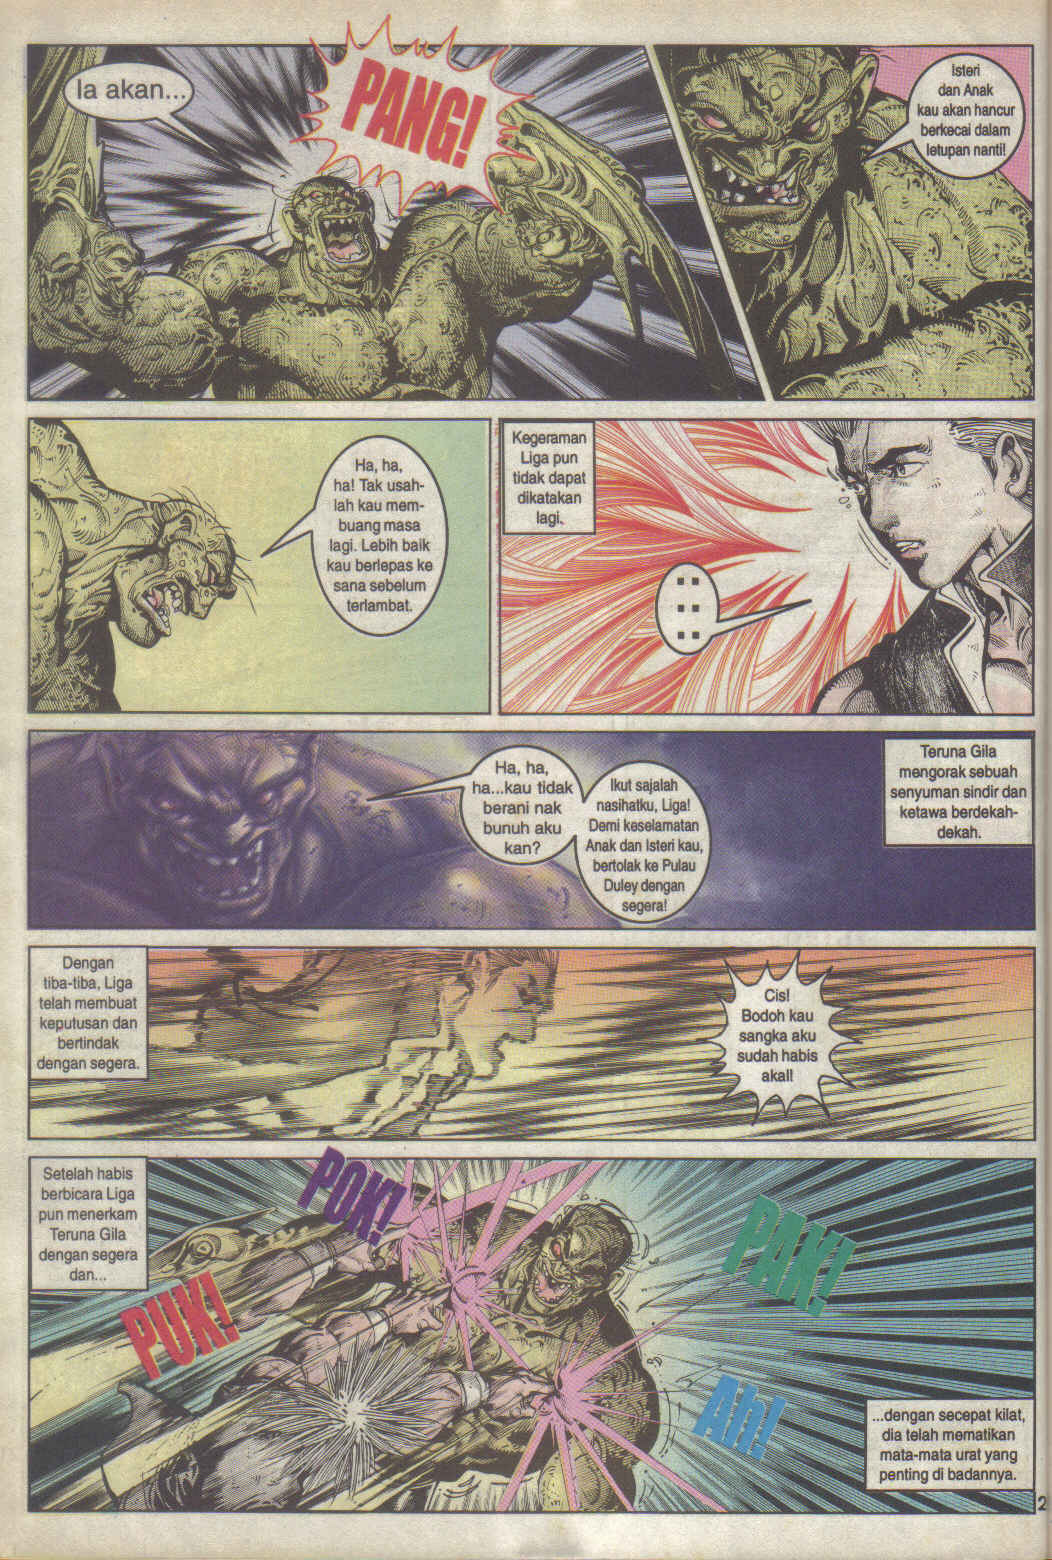 Ia akan...
PANG!
Isteri
dan Anak
kau akan hancur
berkecai dalam
letupan nanti!
Ha, ha,
ha! Tak usah-
lah kau mem-
buang masa
lagi. Lebih baik
kau berlepas ke
sana sebelum
terlambat.
Kegeraman
Liga pun
tidak dapat
dikatakan
lagi.
Ha, ha,
ha...kau tidak
berani nak
bunuh aku
kan?
Ikut sajalah
nasihatku, Liga!
Demi keselamatan
Anak dan Isteri kau,
bertolak ke Pulau
Duley dengan
segera!
Teruna Gila
mengorak sebuah
senyuman sindir dan
ketawa berdekah-
dekah.
Dengan
tiba-tiba, Liga
telah membuat
keputusan dan
bertindak
dengan segera.
Cis!
Bodoh kau
sangka aku
sudah habis
akal!
Setelah habis
berbicara Liga
pun menerkam
Teruna Gila
dengan segera
dan...
POK!
PUK!
PAK!
Ah!
...dengan secepat kilat,
dia telah mematikan
mata-mata urat yang
penting di badannya.
2